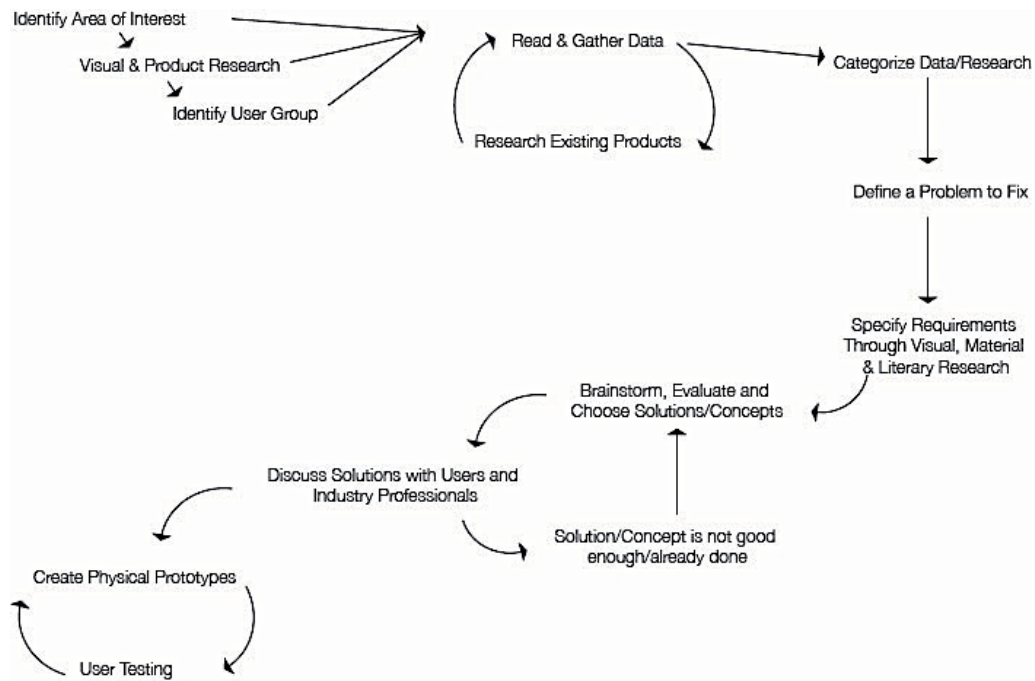 Identify Area of Interest
Visual & Product Research
Identify User Group
Read & Gather Data
Research Existing Products
Categorize Data/Research
Define a Problem to Fix
Specify Requirements
Through Visual, Material
& Literary Research
Brainstorm, Evaluate and
Choose Solutions/Concepts
Discuss Solutions with Users and
Industry Professionals
Solution/Concept is not good
enough/already done
Create Physical Prototypes
User Testing